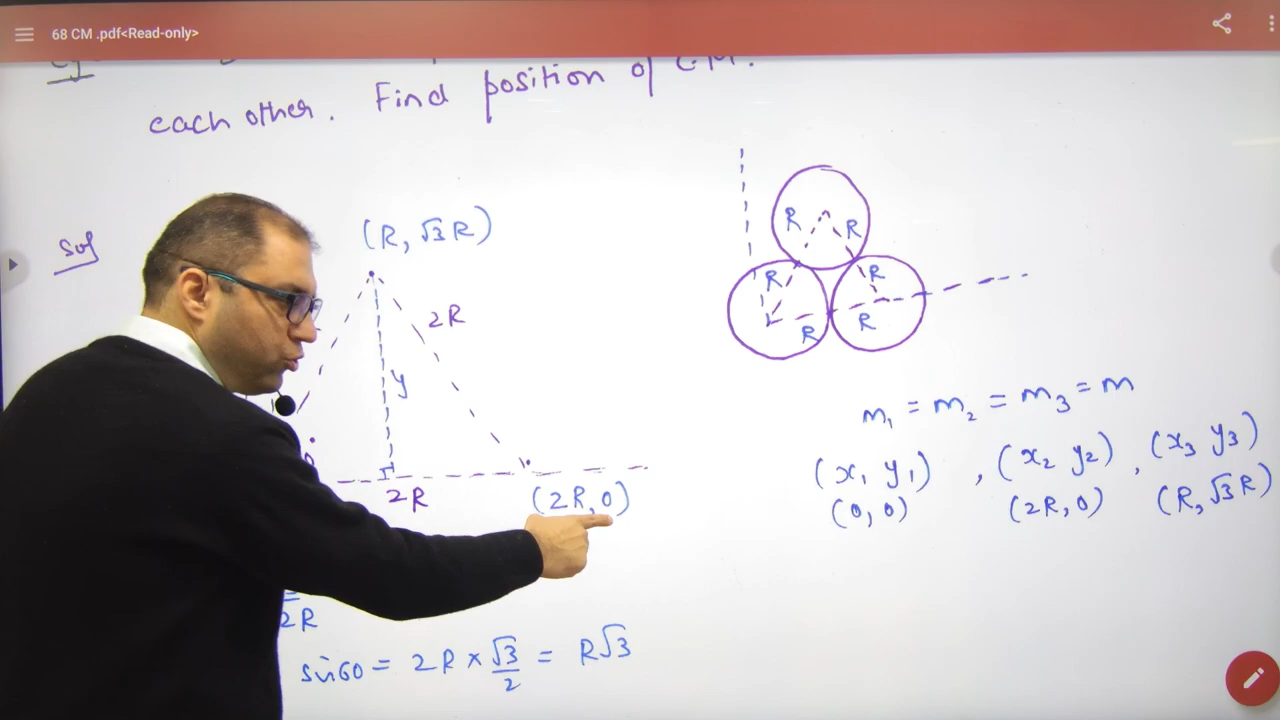 68 CM .pdf<Read-only>
each other. Find position of C.M.
Sol
(R, √3 R)
2R
y
2R
(2R, 0)
2R
sin60 = 2R × √3/2 = R√3
R R
R R
R R
m₁ = m₂ = m₃ = m
(x₁ y₁) , (x₂ y₂) , (x₃ y₃)
(0, 0) (2R, 0) (R, √3 R)